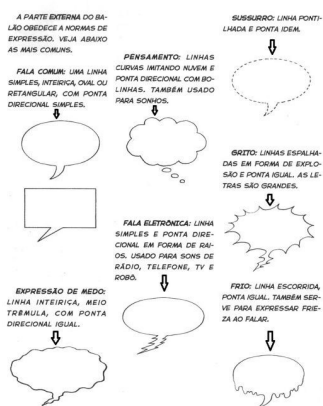 A PARTE EXTERNA DO BA-
LÃO OBEDECE A NORMAS DE
EXPRESSÃO. VEJA ABAIXO
AS MAIS COMUNS.
FALA COMUM: UMA LINHA
SIMPLES, INTEIRIÇA, OVAL OU
RETANGULAR, COM PONTA
DIRECIONAL SIMPLES.
EXPRESSÃO DE MEDO:
LINHA INTEIRIÇA, MEIO
TRÊMULA, COM PONTA
DIRECIONAL IGUAL.
PENSAMENTO: LINHAS
CURVAS IMITANDO NUVEM E
PONTA DIRECIONAL COM BO-
LINHAS. TAMBÉM USADO
PARA SONHOS.
FALA ELETRÔNICA: LINHA
SIMPLES E PONTA DIRE-
CIONAL EM FORMA DE RAI-
OS. USADO PARA SONS DE
RÁDIO, TELEFONE, TV E
ROBÔ.
SUSSURRO: LINHA PONTI-
LHADA E PONTA IDEM.
GRITO: LINHAS ESPALHA-
DAS EM FORMA DE EXPLO-
SÃO E PONTA IGUAL. AS LE-
TRAS SÃO GRANDES.
FRIO: LINHA ESCORRIDA,
PONTA IGUAL. TAMBÉM SER-
VE PARA EXPRESSAR FRIE-
ZA AO FALAR.